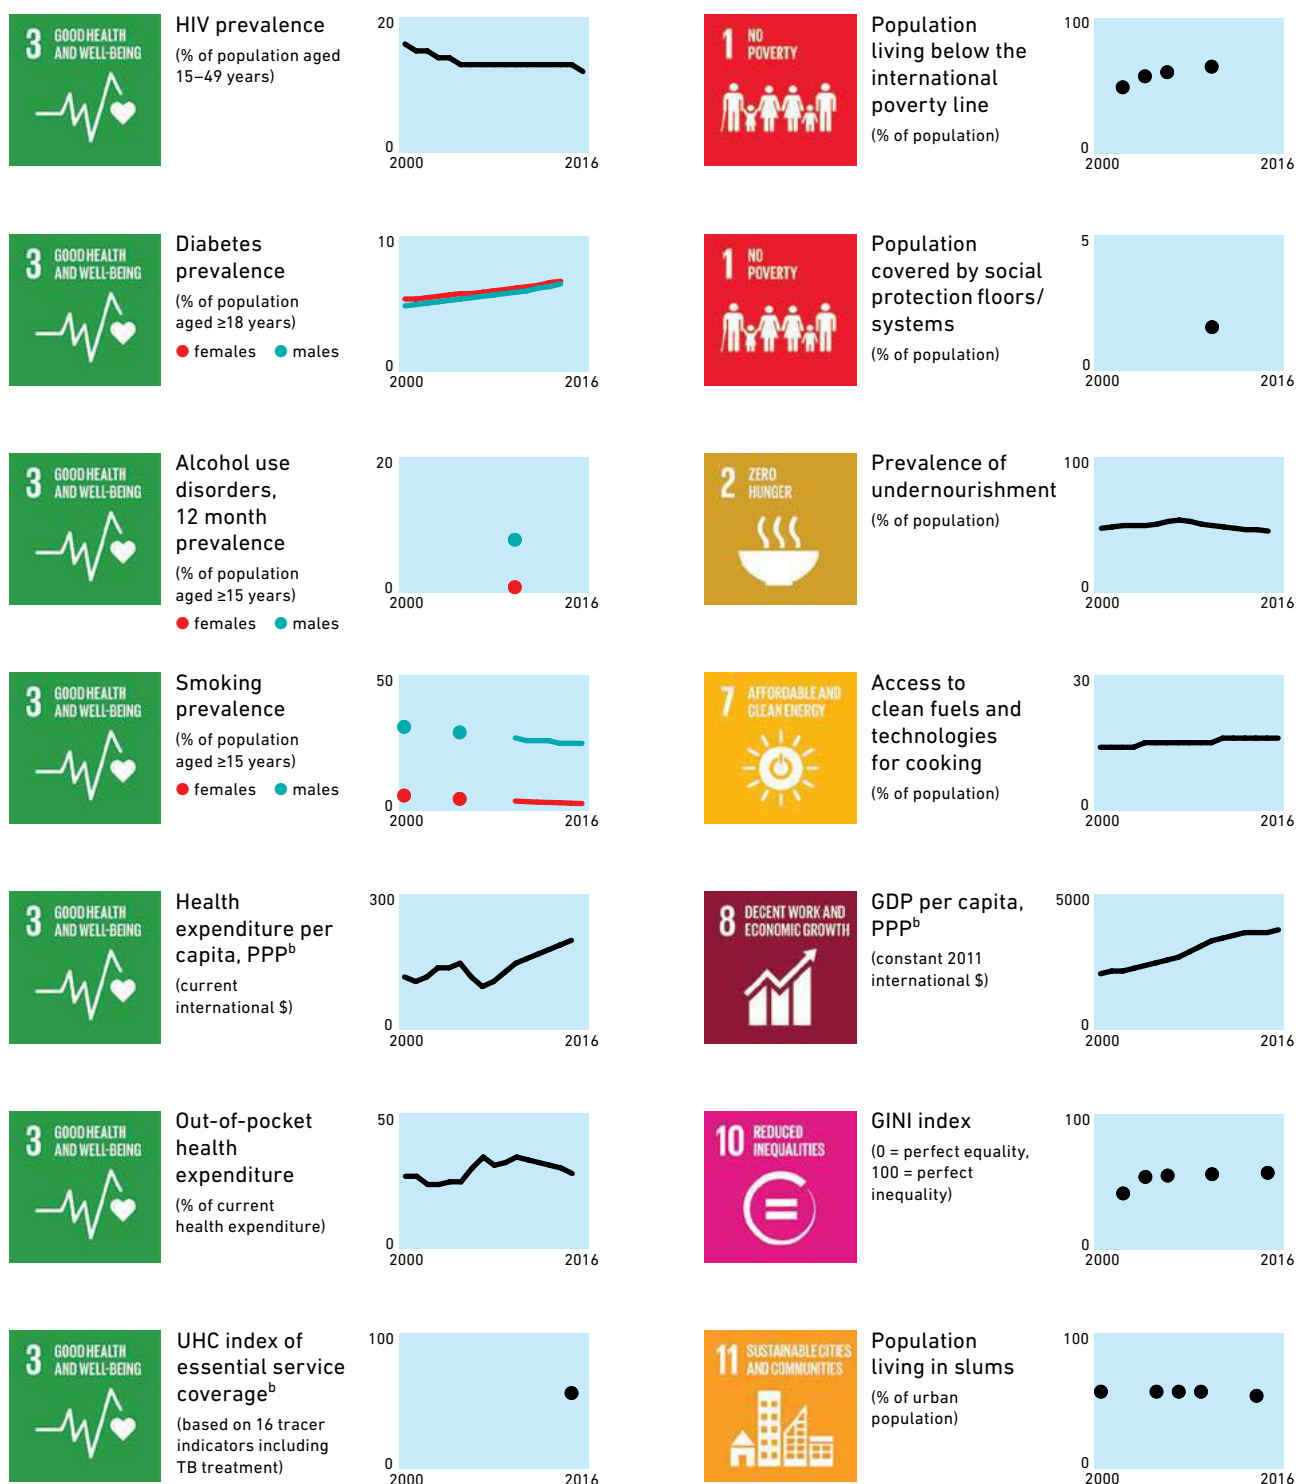 3 GOOD HEALTH
AND WELL-BEING
HIV prevalence
(% of population aged
15–49 years)
20
0
2000 2016
1 NO
POVERTY
Population
living below the
international
poverty line
(% of population)
100
0
2000 2016
3 GOOD HEALTH
AND WELL-BEING
Diabetes
prevalence
(% of population
aged ≥18 years)
females males
10
0
2000 2016
1 NO
POVERTY
Population
covered by social
protection floors/
systems
(% of population)
5
0
2000 2016
3 GOOD HEALTH
AND WELL-BEING
Alcohol use
disorders,
12 month
prevalence
(% of population
aged ≥15 years)
females males
20
0
2000 2016
2 ZERO
HUNGER
Prevalence of
undernourishment
(% of population)
100
0
2000 2016
3 GOOD HEALTH
AND WELL-BEING
Smoking
prevalence
(% of population
aged ≥15 years)
females males
50
0
2000 2016
7 AFFORDABLE AND
CLEAN ENERGY
Access to
clean fuels and
technologies
for cooking
(% of population)
30
0
2000 2016
3 GOOD HEALTH
AND WELL-BEING
Health
expenditure per
capita, PPPb
(current
international $)
300
0
2000 2016
8 DECENT WORK AND
ECONOMIC GROWTH
GDP per capita,
PPPb
(constant 2011
international $)
5000
0
2000 2016
3 GOOD HEALTH
AND WELL-BEING
Out-of-pocket
health
expenditure
(% of current
health expenditure)
50
0
2000 2016
10 REDUCED
INEQUALITIES
GINI index
(0 = perfect equality,
100 = perfect
inequality)
100
0
2000 2016
3 GOOD HEALTH
AND WELL-BEING
UHC index of
essential service
coverageb
(based on 16 tracer
indicators including
TB treatment)
100
0
2000 2016
11 SUSTAINABLE CITIES
AND COMMUNITIES
Population
living in slums
(% of urban
population)
100
0
2000 2016